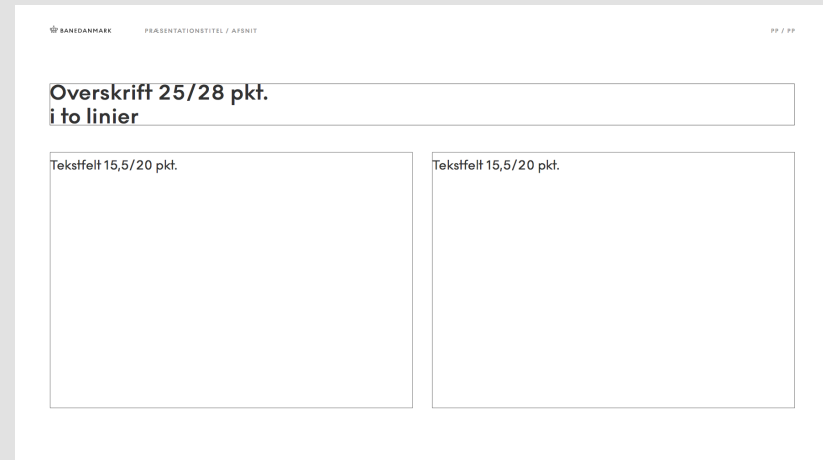 BANEDANMARK
PRÆSENTATIONSTITEL / AFSNIT
PP / PP
Overskrift 25/28 pkt.
i to linier
Tekstfelt 15,5/20 pkt.
Tekstfelt 15,5/20 pkt.